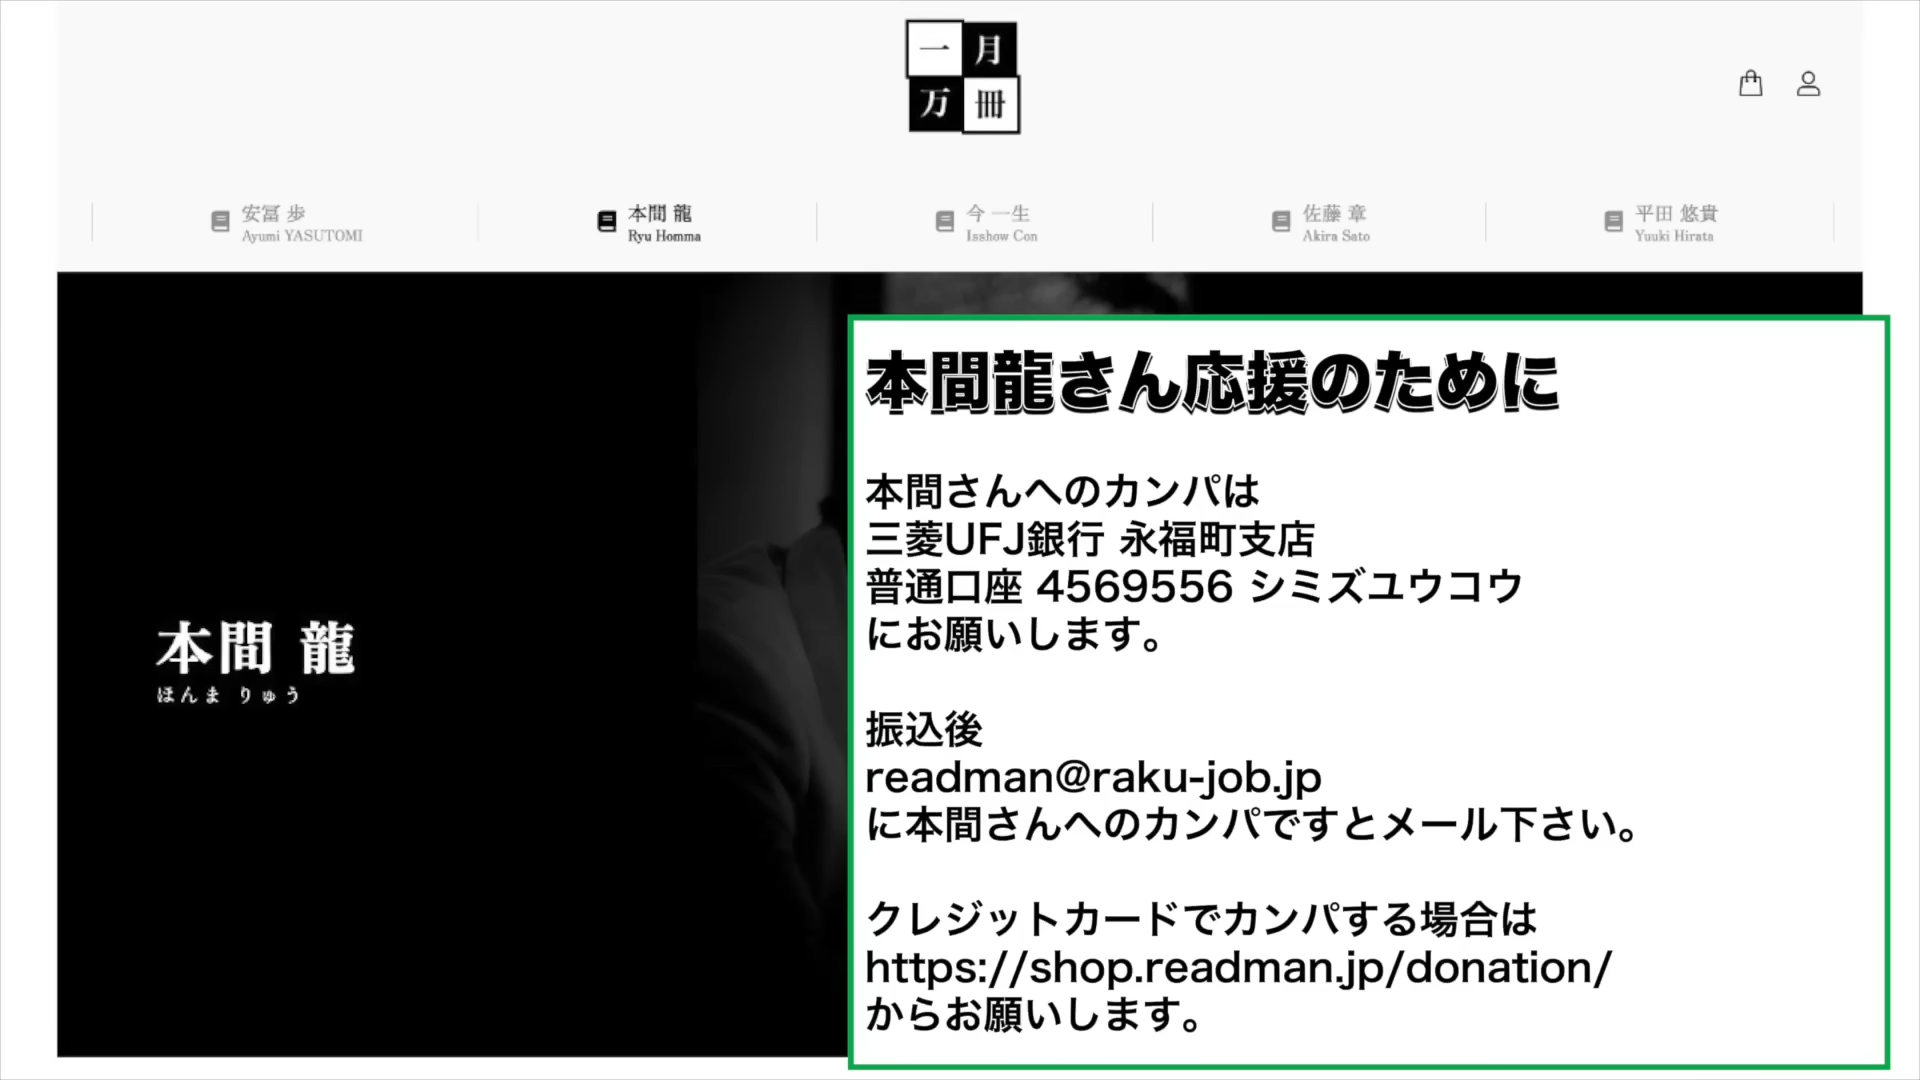 一月
万冊
安冨 歩
Ayumi YASUTOMI
本間 龍
Ryu Homma
今 一生
Isshow Con
佐藤 章
Akira Sato
平田 悠貴
Yuuki Hirata
本間 龍
ほんま りゅう
本間龍さん応援のために
本間さんへのカンパは
三菱UFJ銀行 永福町支店
普通口座 4569556 シミズユウコウ
にお願いします。
振込後
readman@raku-job.jp
に本間さんへのカンパですとメール下さい。
クレジットカードでカンパする場合は
https://shop.readman.jp/donation/
からお願いします。